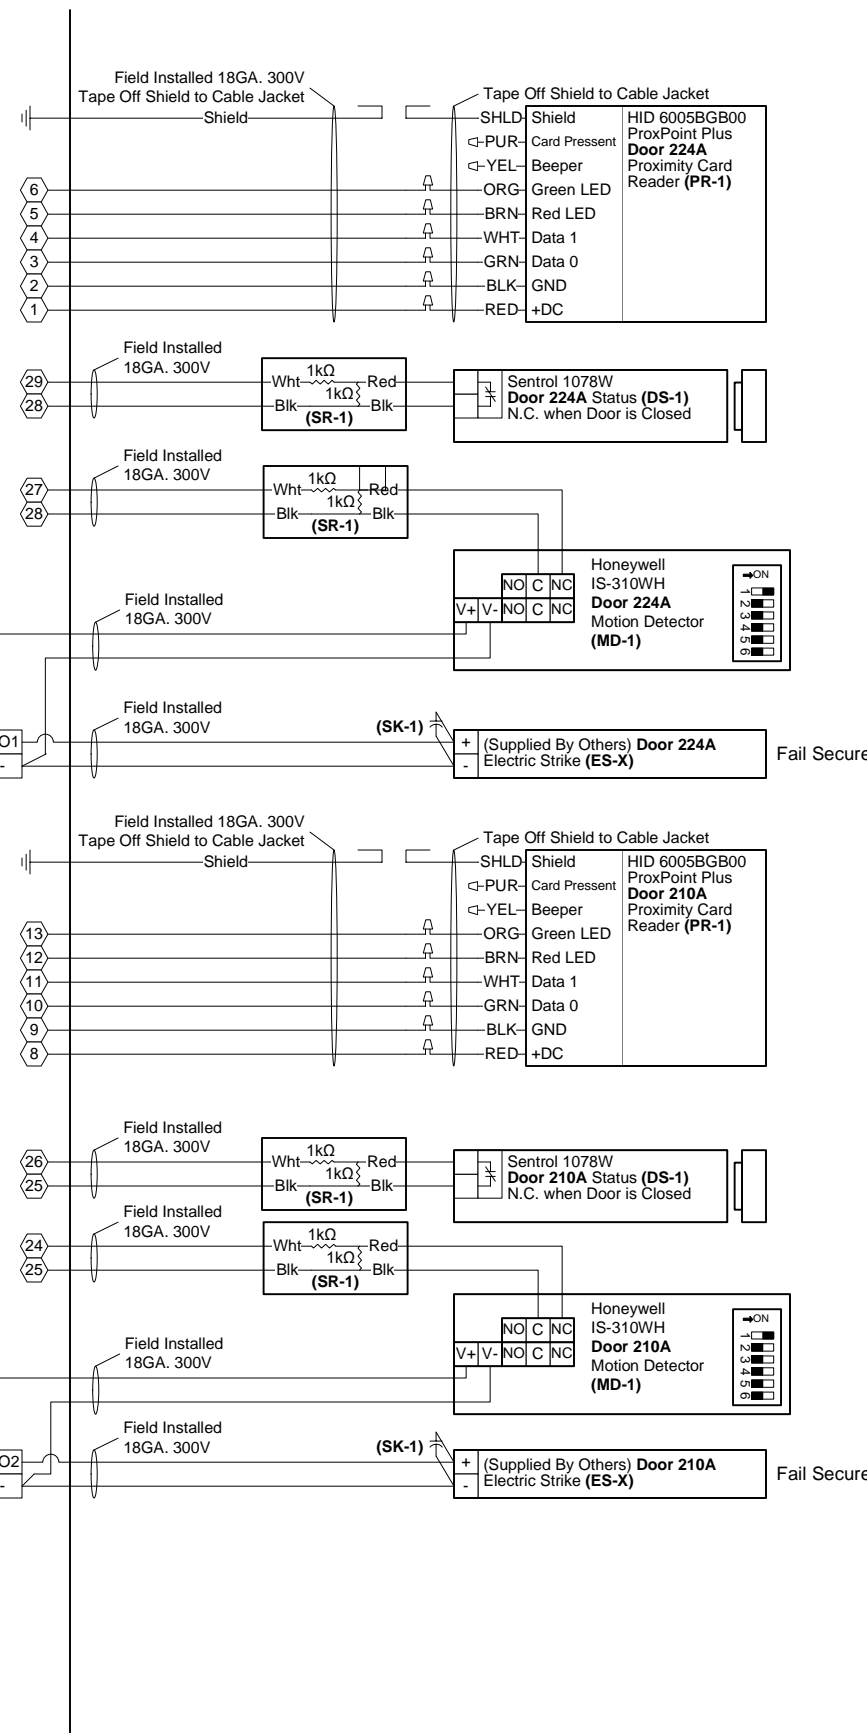 Field Installed 18GA. 300V
Tape Off Shield to Cable Jacket
Shield
Tape Off Shield to Cable Jacket
SHLD Shield
PUR Card Pressent
YEL Beeper
6 ORG Green LED
5 BRN Red LED
4 WHT Data 1
3 GRN Data 0
2 BLK GND
1 RED +DC
HID 6005BGB00
ProxPoint Plus
Door 224A
Proximity Card
Reader (PR-1)
Field Installed
18GA. 300V
29
28
Wht 1kΩ Red
1kΩ
Blk Blk
(SR-1)
Sentrol 1078W
Door 224A Status (DS-1)
N.C. when Door is Closed
Field Installed
18GA. 300V
27
28
Wht 1kΩ Red
1kΩ
Blk Blk
(SR-1)
Field Installed
18GA. 300V
NO C NC
V+ V- NO C NC
Honeywell
IS-310WH
Door 224A
Motion Detector
(MD-1)
ON
1
2
3
4
5
6
Field Installed
18GA. 300V
O1
-
(SK-1)
+
-
(Supplied By Others) Door 224A
Electric Strike (ES-X)
Fail Secure
Field Installed 18GA. 300V
Tape Off Shield to Cable Jacket
Shield
Tape Off Shield to Cable Jacket
SHLD Shield
PUR Card Pressent
YEL Beeper
13 ORG Green LED
12 BRN Red LED
11 WHT Data 1
10 GRN Data 0
9 BLK GND
8 RED +DC
HID 6005BGB00
ProxPoint Plus
Door 210A
Proximity Card
Reader (PR-1)
Field Installed
18GA. 300V
26
25
Wht 1kΩ Red
1kΩ
Blk Blk
(SR-1)
Sentrol 1078W
Door 210A Status (DS-1)
N.C. when Door is Closed
Field Installed
18GA. 300V
24
25
Wht 1kΩ Red
1kΩ
Blk Blk
(SR-1)
Field Installed
18GA. 300V
NO C NC
V+ V- NO C NC
Honeywell
IS-310WH
Door 210A
Motion Detector
(MD-1)
ON
1
2
3
4
5
6
Field Installed
18GA. 300V
O2
-
(SK-1)
+
-
(Supplied By Others) Door 210A
Electric Strike (ES-X)
Fail Secure